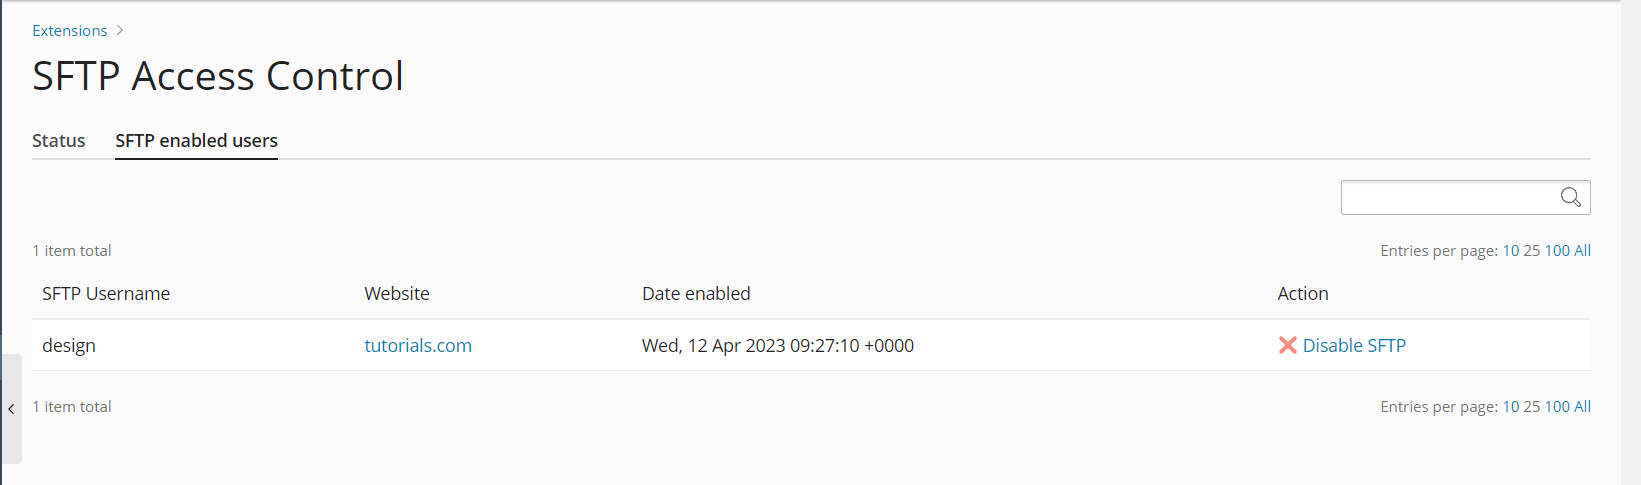 Extensions >
SFTP Access Control
Status SFTP enabled users
1 item total Entries per page: 10 25 100 All
SFTP Username Website Date enabled Action
design tutorials.com Wed, 12 Apr 2023 09:27:10 +0000 Disable SFTP
1 item total Entries per page: 10 25 100 All